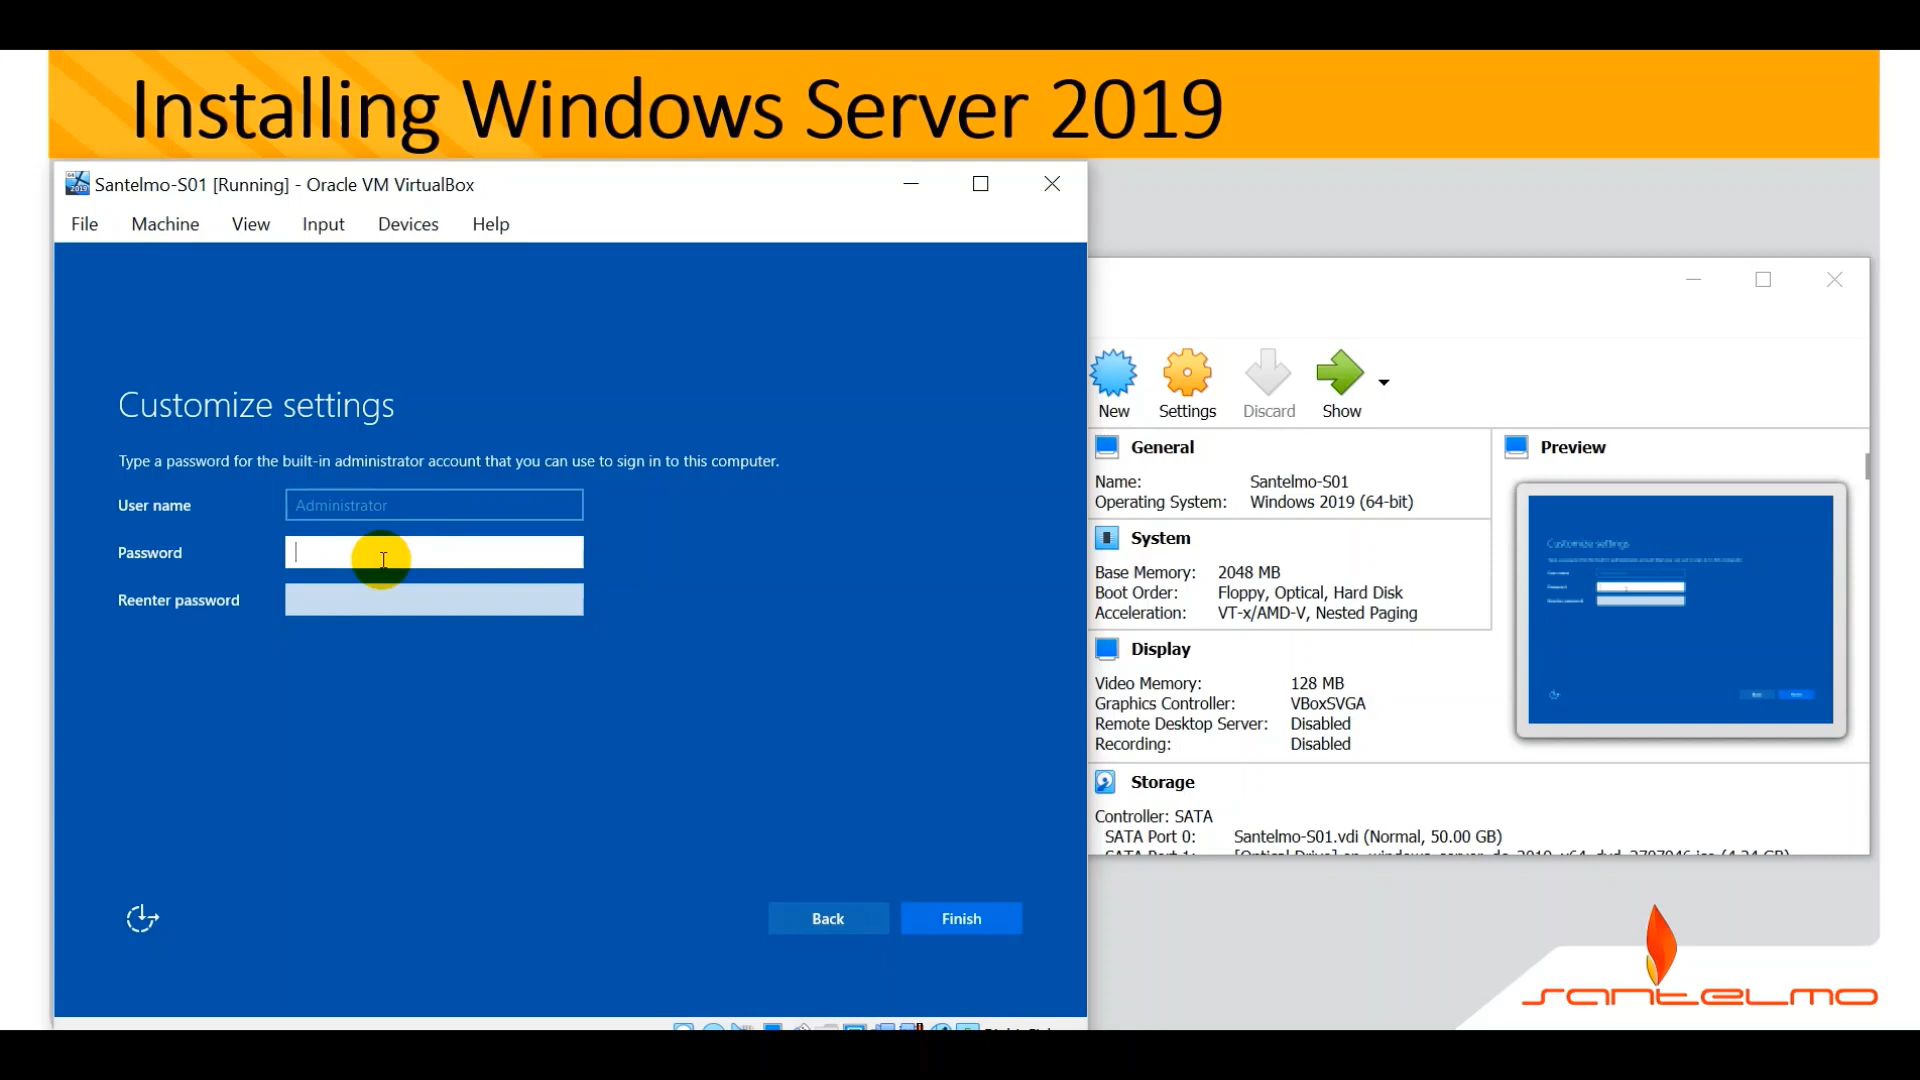 Installing Windows Server 2019
Santelmo-S01 [Running] - Oracle VM VirtualBox
File Machine View Input Devices Help
Customize settings
Type a password for the built-in administrator account that you can use to sign in to this computer.
User name Administrator
Password
Reenter password
Back Finish
New Settings Discard Show
General
Name: Santelmo-S01
Operating System: Windows 2019 (64-bit)
System
Base Memory: 2048 MB
Boot Order: Floppy, Optical, Hard Disk
Acceleration: VT-x/AMD-V, Nested Paging
Display
Video Memory: 128 MB
Graphics Controller: VBoxSVGA
Remote Desktop Server: Disabled
Recording: Disabled
Storage
Controller: SATA
SATA Port 0: Santelmo-S01.vdi (Normal, 50.00 GB)
Preview
Customize settings
santelmo